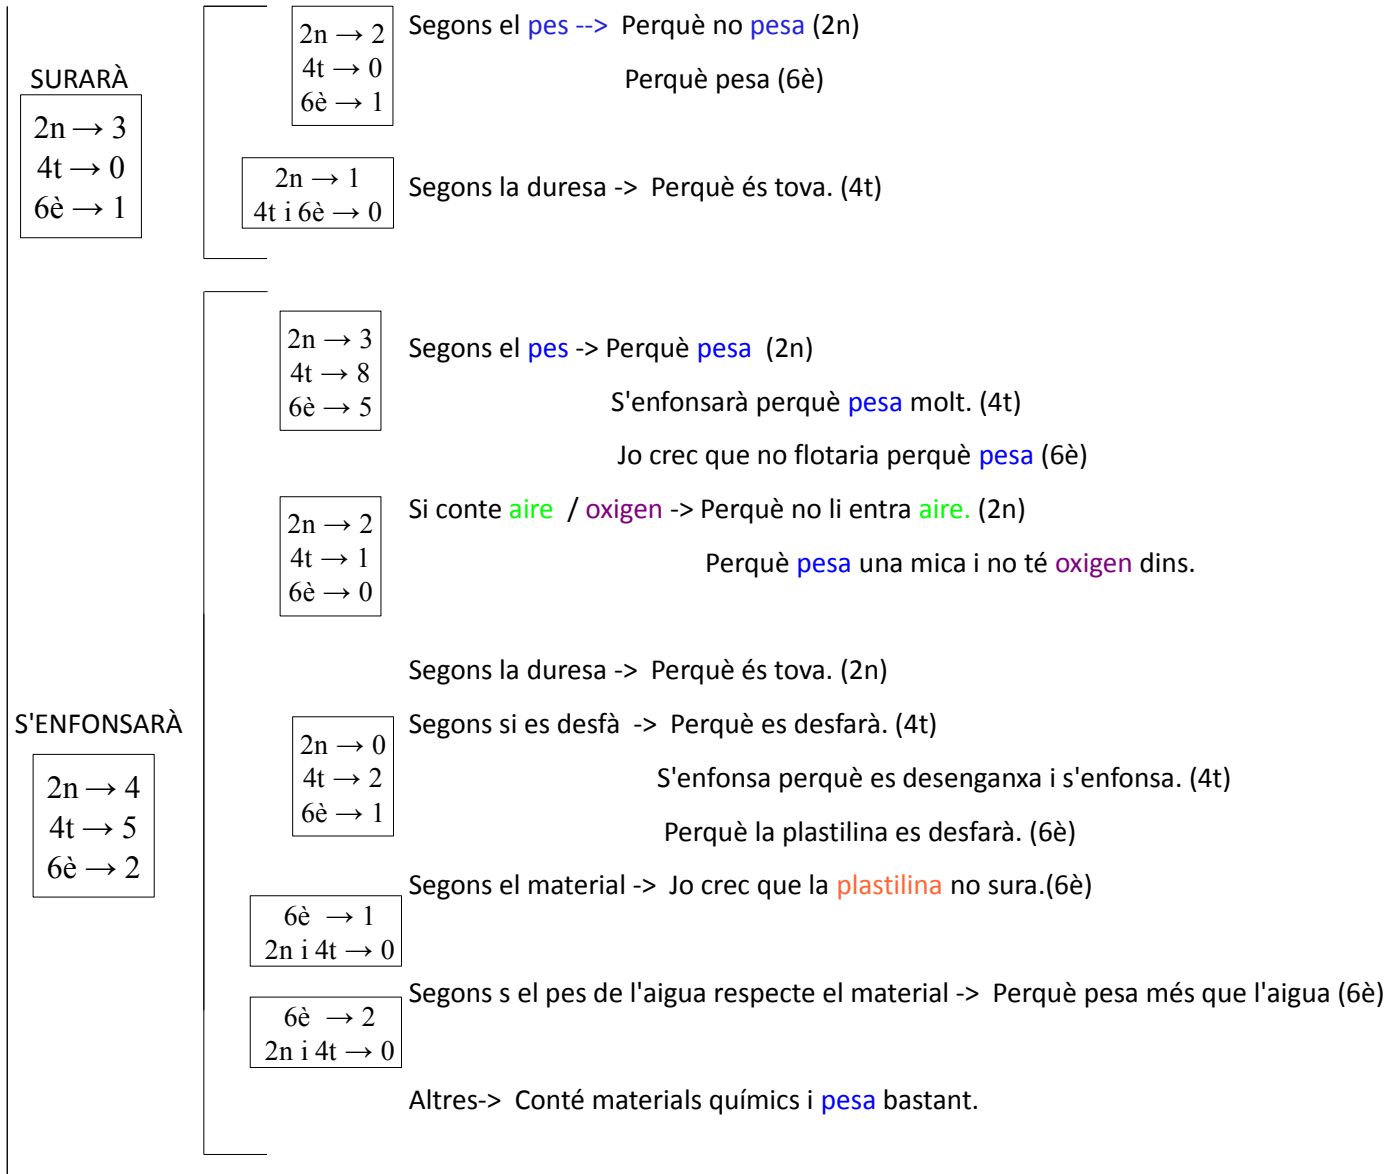 SURARÀ
2n → 3
4t → 0
6è → 1
2n → 2
4t → 0
6è → 1
Segons el pes --> Perquè no pesa (2n)
Perquè pesa (6è)
2n → 1
4t i 6è → 0
Segons la duresa -> Perquè és tova. (4t)
S'ENFONSARÀ
2n → 4
4t → 5
6è → 2
2n → 3
4t → 8
6è → 5
Segons el pes -> Perquè pesa (2n)
S'enfonsarà perquè pesa molt. (4t)
Jo crec que no flotaria perquè pesa (6è)
2n → 2
4t → 1
6è → 0
Si conte aire / oxigen -> Perquè no li entra aire. (2n)
Perquè pesa una mica i no té oxigen dins.
Segons la duresa -> Perquè és tova. (2n)
2n → 0
4t → 2
6è → 1
Segons si es desfà -> Perquè es desfarà. (4t)
S'enfonsa perquè es desenganxa i s'enfonsa. (4t)
Perquè la plastilina es desfarà. (6è)
Segons el material -> Jo crec que la plastilina no sura.(6è)
6è → 1
2n i 4t → 0
Segons s el pes de l'aigua respecte el material -> Perquè pesa més que l'aigua (6è)
6è → 2
2n i 4t → 0
Altres-> Conté materials químics i pesa bastant.